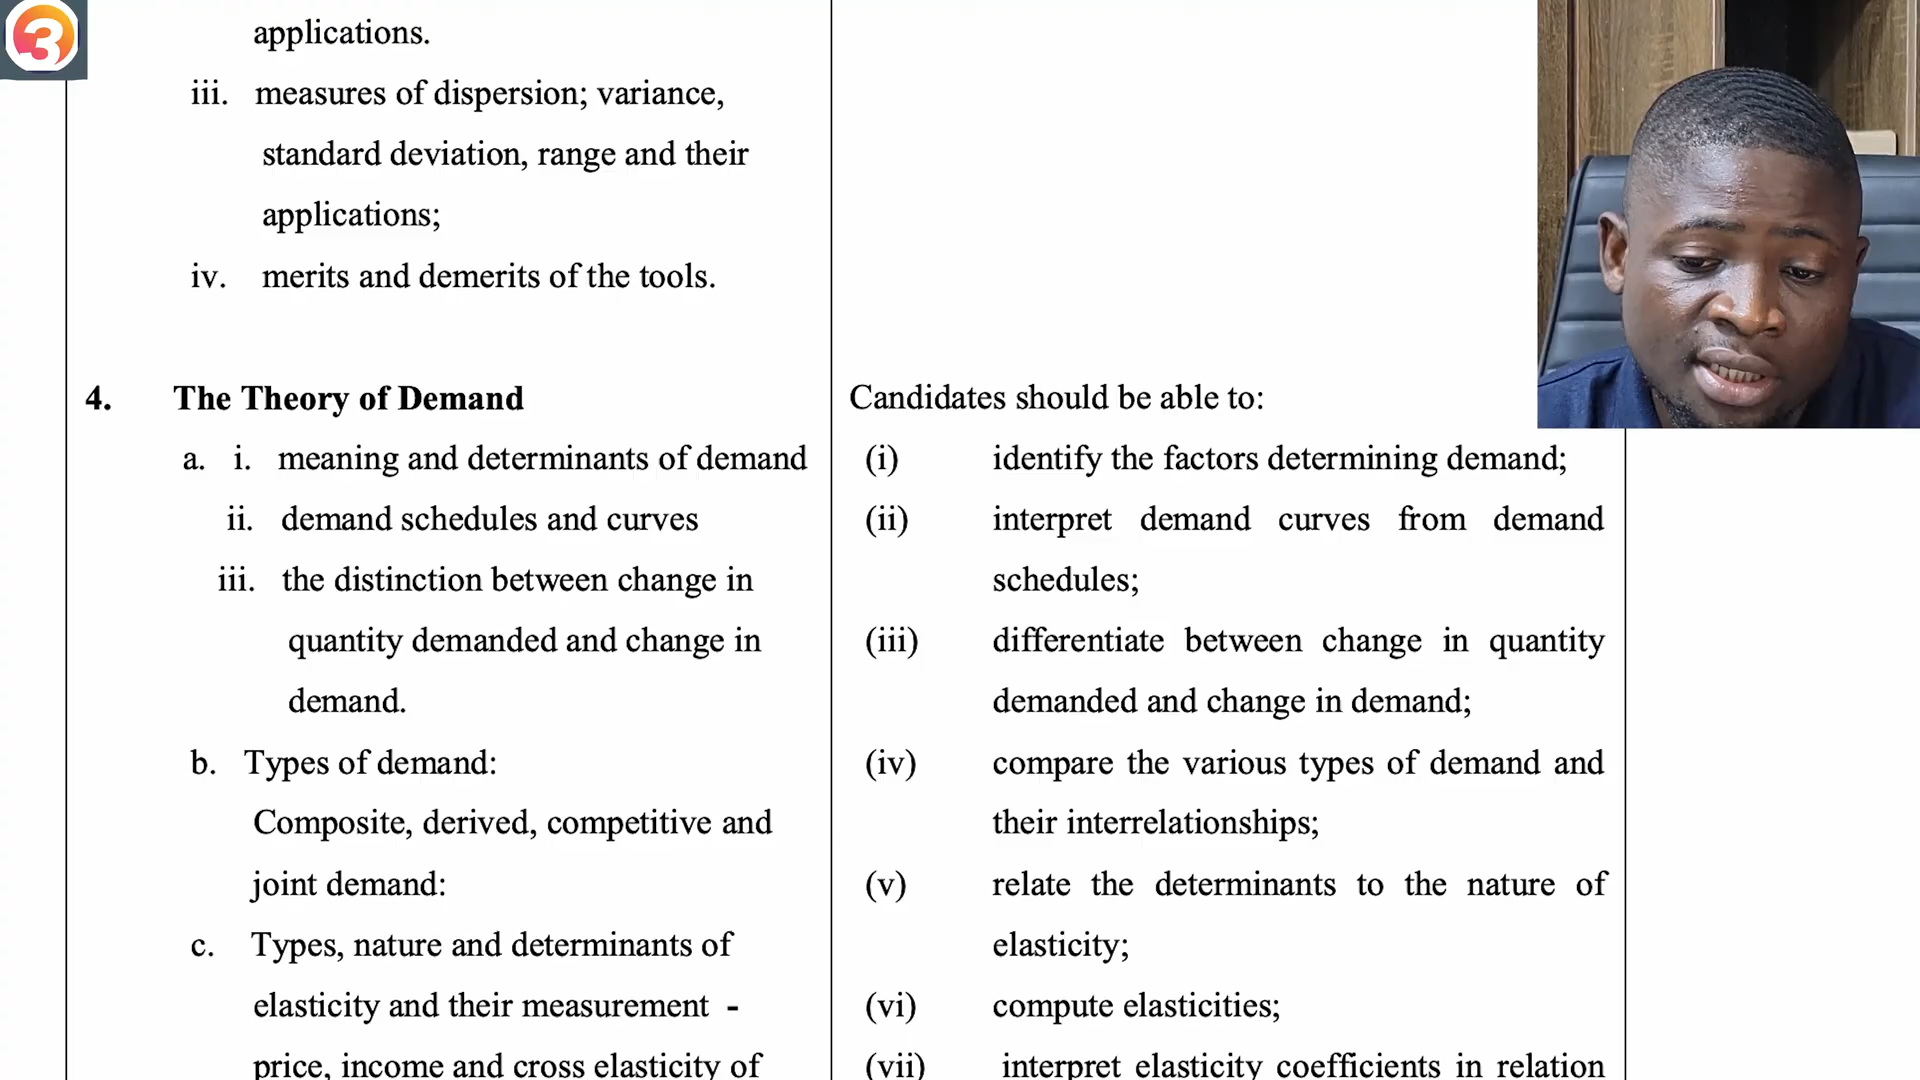 3
applications.
iii. measures of dispersion; variance,
standard deviation, range and their
applications;
iv. merits and demerits of the tools.
4. The Theory of Demand
a. i. meaning and determinants of demand
ii. demand schedules and curves
iii. the distinction between change in
quantity demanded and change in
demand.
b. Types of demand:
Composite, derived, competitive and
joint demand:
c. Types, nature and determinants of
elasticity and their measurement -
price, income and cross elasticity of
Candidates should be able to:
(i) identify the factors determining demand;
(ii) interpret demand curves from demand
schedules;
(iii) differentiate between change in quantity
demanded and change in demand;
(iv) compare the various types of demand and
their interrelationships;
(v) relate the determinants to the nature of
elasticity;
(vi) compute elasticities;
(vii) interpret elasticity coefficients in relation